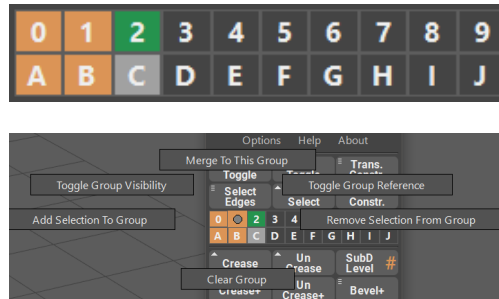 0 1 2 3 4 5 6 7 8 9
A B C D E F G H I J
Options Help About
Merge To This Group
Toggle
Trans.
Toggle Group Visibility
Toggle Group Reference
Select Edges
Select
Constr.
Add Selection To Group
0 2 3 4
Remove Selection From Group
A B C D E F G H I J
Crease
Un Crease
SubD Level #
Clear Group
Crease+
Un Crease+
Bevel+